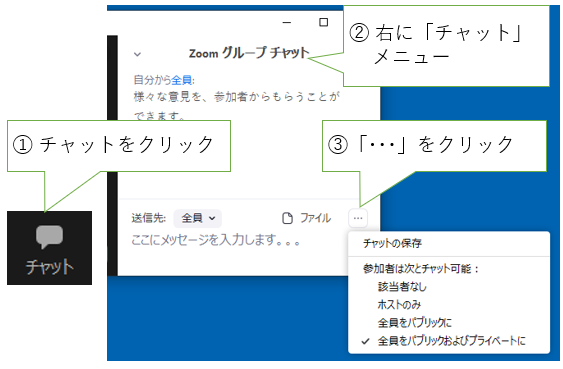 ② 右に「チャット」
メニュー
Zoom グループ チャット
自分から全員:
様々な意見を、参加者からもらうことが
できます。
① チャットをクリック
③「･･･」をクリック
送信先: 全員 ファイル ...
ここにメッセージを入力します。。。
チャット
チャットの保存
参加者は次とチャット可能：
該当者なし
ホストのみ
全員をパブリックに
✓ 全員をパブリックおよびプライベートに